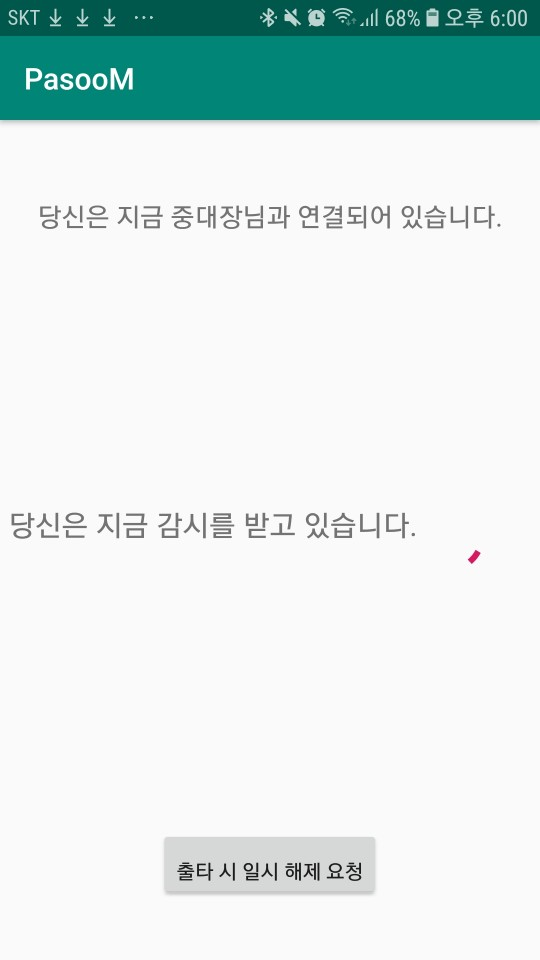 SKT 68% 오후 6:00
PasooM
당신은 지금 중대장님과 연결되어 있습니다.
당신은 지금 감시를 받고 있습니다.
출타 시 일시 해제 요청